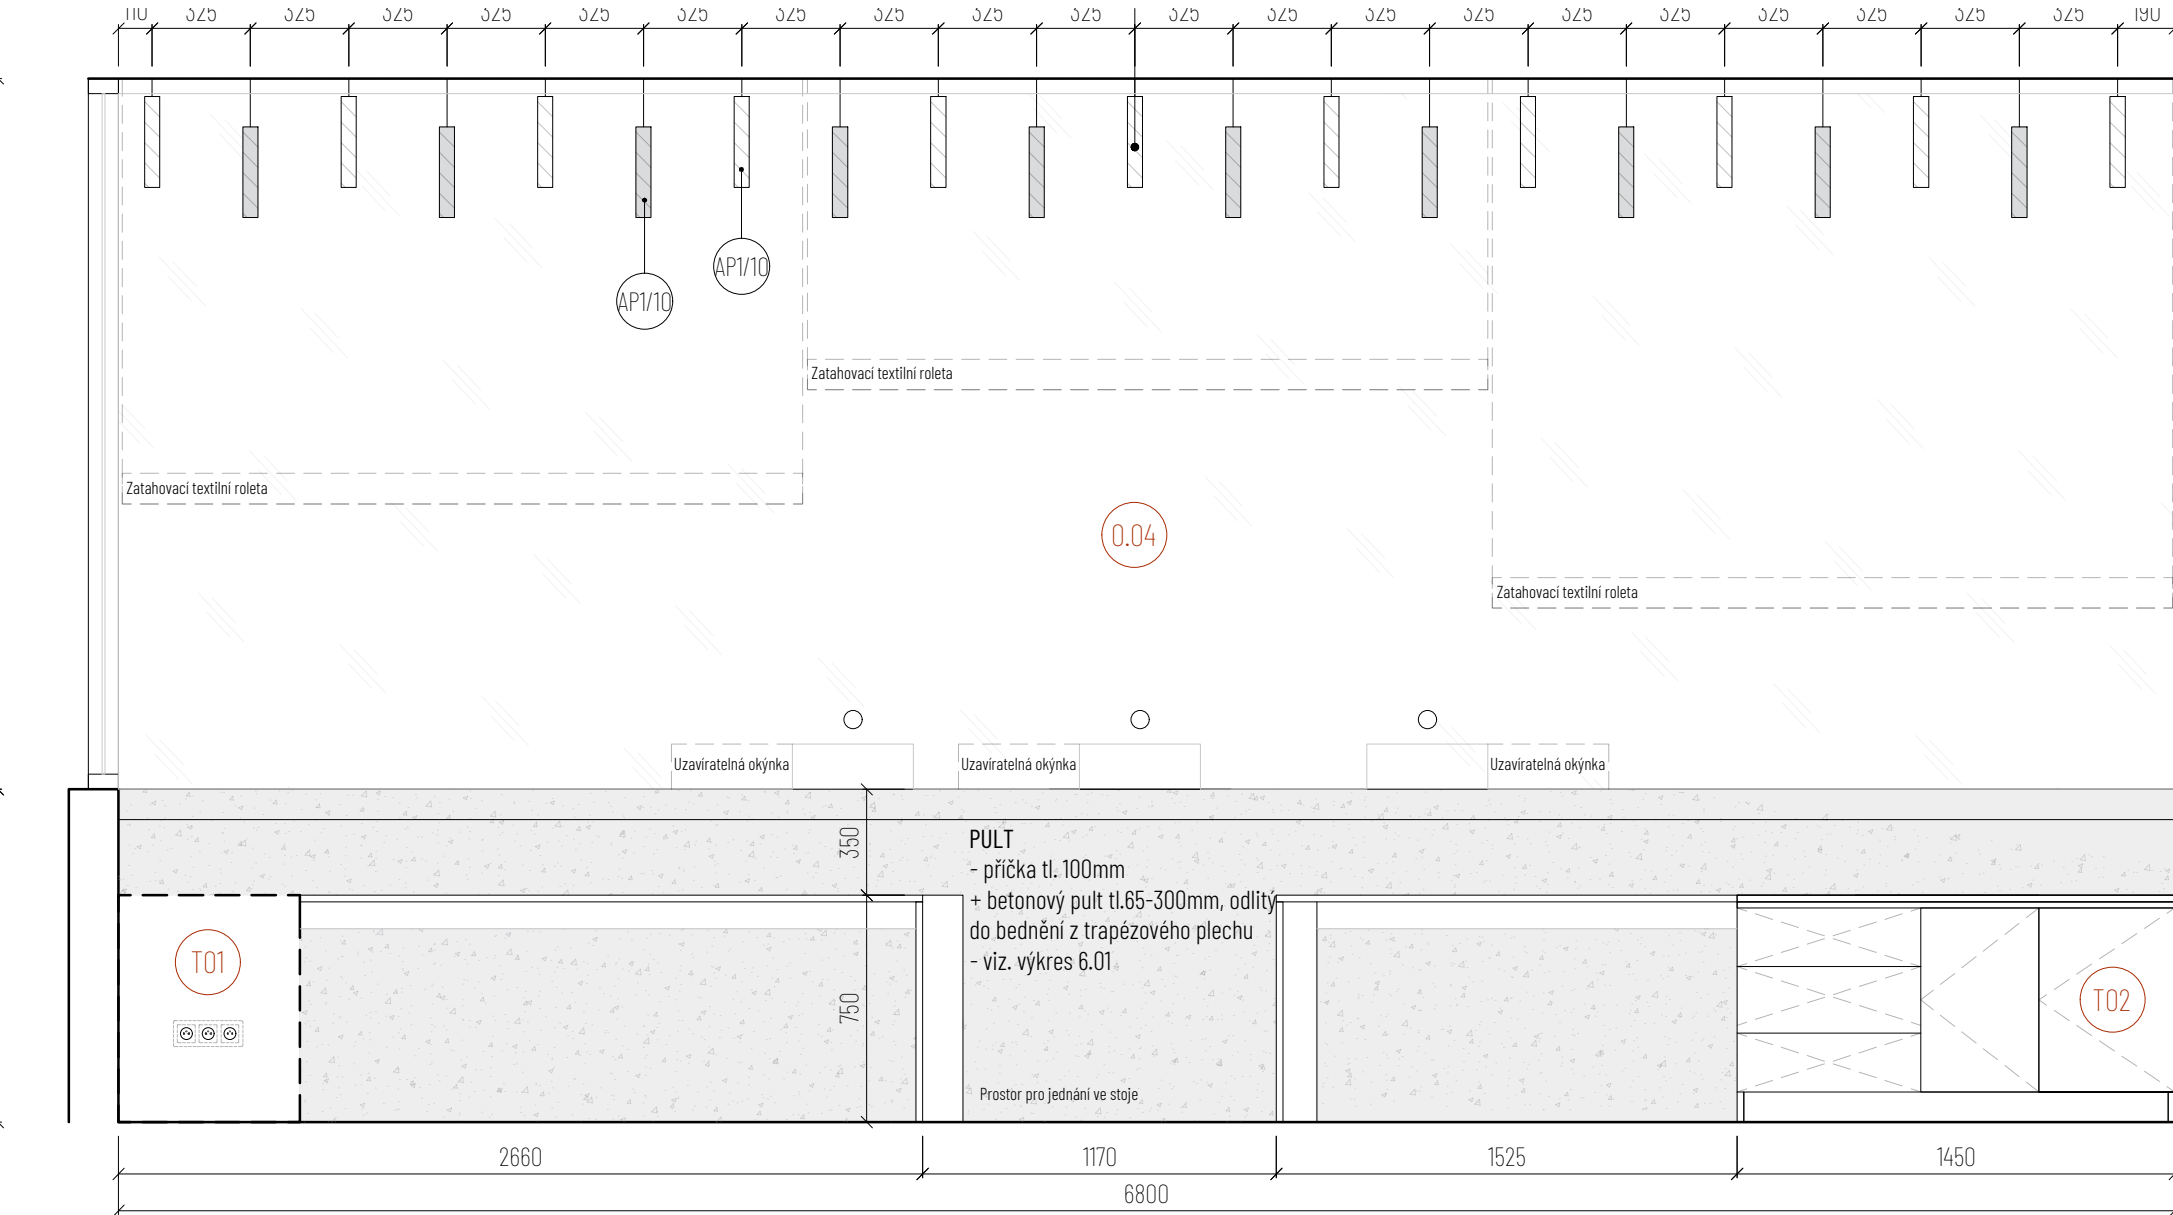 110 325 325 325 325 325 325 325 325 325 325 325 325 325 325 325 325 325 325 325 325 190
AP1/10
AP1/10
Zatahovací textilní roleta
Zatahovací textilní roleta
0.04
Zatahovací textilní roleta
Uzavíratelná okýnka
Uzavíratelná okýnka
Uzavíratelná okýnka
350
PULT
- příčka tl. 100mm
+ betonový pult tl.65-300mm, odlitý
do bednění z trapézového plechu
- viz. výkres 6.01
T01
T02
750
Prostor pro jednání ve stoje
2660 1170 1525 1450
6800